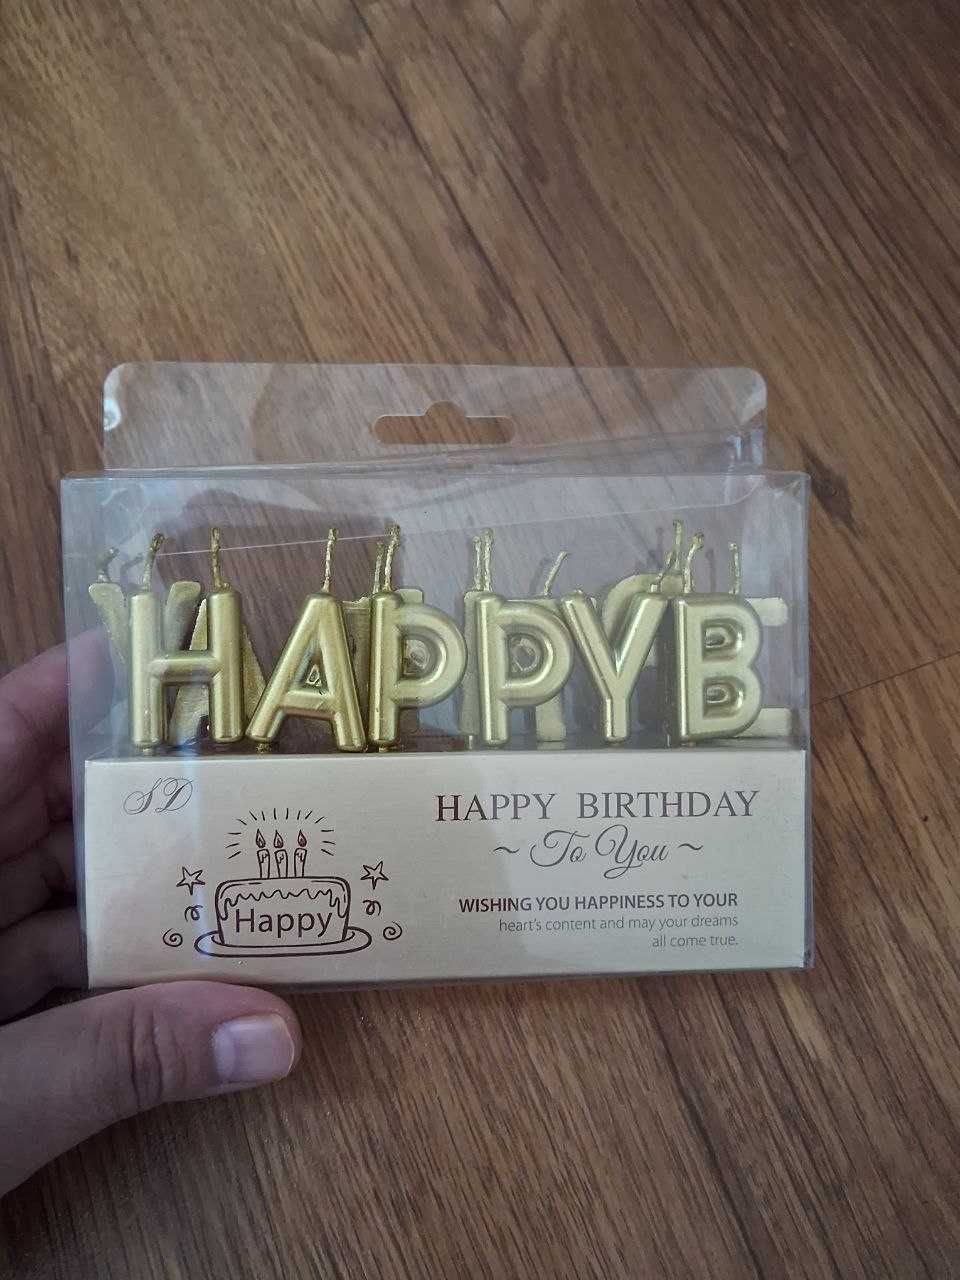 HAPPYB
SD
Happy
HAPPY BIRTHDAY
~ To You ~
WISHING YOU HAPPINESS TO YOUR
heart's content and may your dreams
all come true.